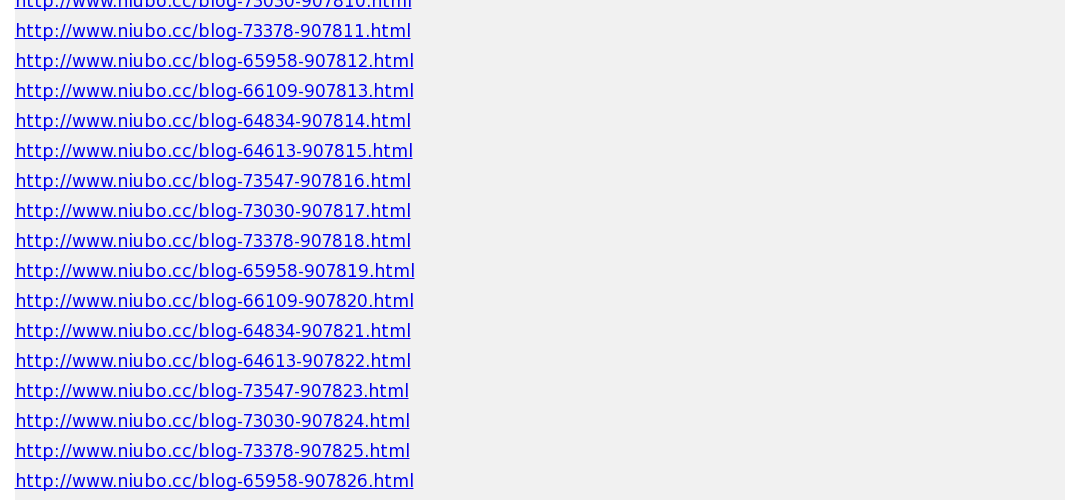 http://www.niubo.cc/blog-73030-907810.html
http://www.niubo.cc/blog-73378-907811.html
http://www.niubo.cc/blog-65958-907812.html
http://www.niubo.cc/blog-66109-907813.html
http://www.niubo.cc/blog-64834-907814.html
http://www.niubo.cc/blog-64613-907815.html
http://www.niubo.cc/blog-73547-907816.html
http://www.niubo.cc/blog-73030-907817.html
http://www.niubo.cc/blog-73378-907818.html
http://www.niubo.cc/blog-65958-907819.html
http://www.niubo.cc/blog-66109-907820.html
http://www.niubo.cc/blog-64834-907821.html
http://www.niubo.cc/blog-64613-907822.html
http://www.niubo.cc/blog-73547-907823.html
http://www.niubo.cc/blog-73030-907824.html
http://www.niubo.cc/blog-73378-907825.html
http://www.niubo.cc/blog-65958-907826.html